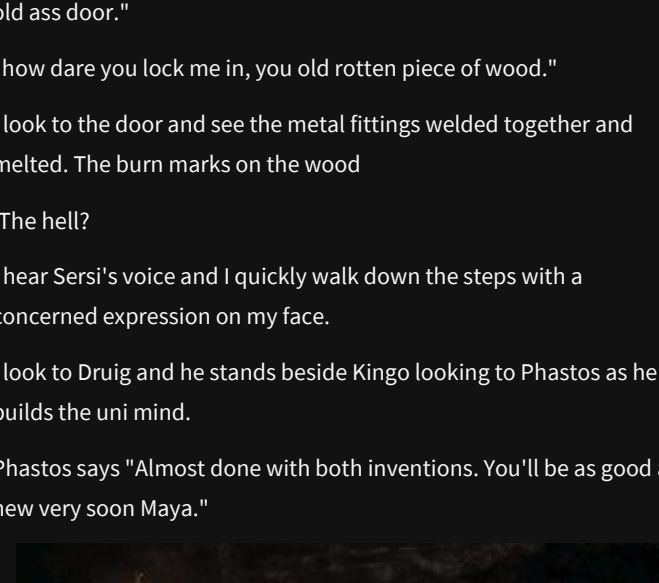 old ass door."
how dare you lock me in, you old rotten piece of wood."
look to the door and see the metal fittings welded together and
melted. The burn marks on the wood
The hell?
hear Sersi's voice and I quickly walk down the steps with a
concerned expression on my face.
look to Druig and he stands beside Kingo looking to Phastos as he
builds the uni mind.
Phastos says "Almost done with both inventions. You'll be as good
new very soon Maya."